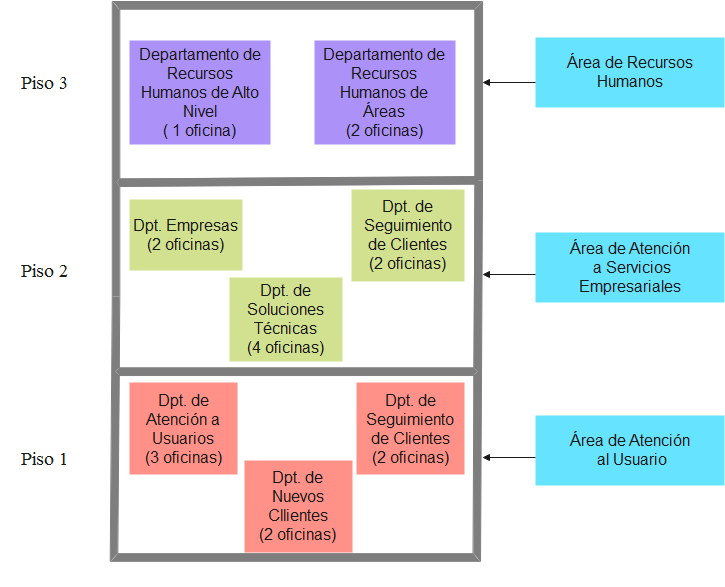 Piso 3
Departamento de
Recursos
Humanos de Alto
Nivel
( 1 oficina)
Departamento de
Recursos
Humanos de
Áreas
(2 oficinas)
Área de Recursos
Humanos
Piso 2
Dpt. Empresas
(2 oficinas)
Dpt. de
Soluciones
Técnicas
(4 oficinas)
Dpt. de
Seguimiento
de Clientes
(2 oficinas)
Área de Atención
a Servicios
Empresariales
Piso 1
Dpt. de
Atención a
Usuarios
(3 oficinas)
Dpt. de
Nuevos
Cllientes
(2 oficinas)
Dpt. de
Seguimiento
de Clientes
(2 oficinas)
Área de Atención
al Usuario